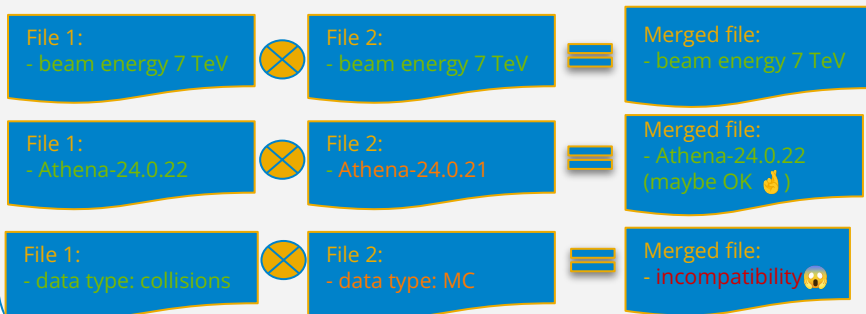 File 1:
- beam energy 7 TeV
File 2:
- beam energy 7 TeV
Merged file:
- beam energy 7 TeV
File 1:
- Athena-24.0.22
File 2:
- Athena-24.0.21
Merged file:
- Athena-24.0.22
(maybe OK 🤞)
File 1:
- data type: collisions
File 2:
- data type: MC
Merged file:
- incompatibility😱